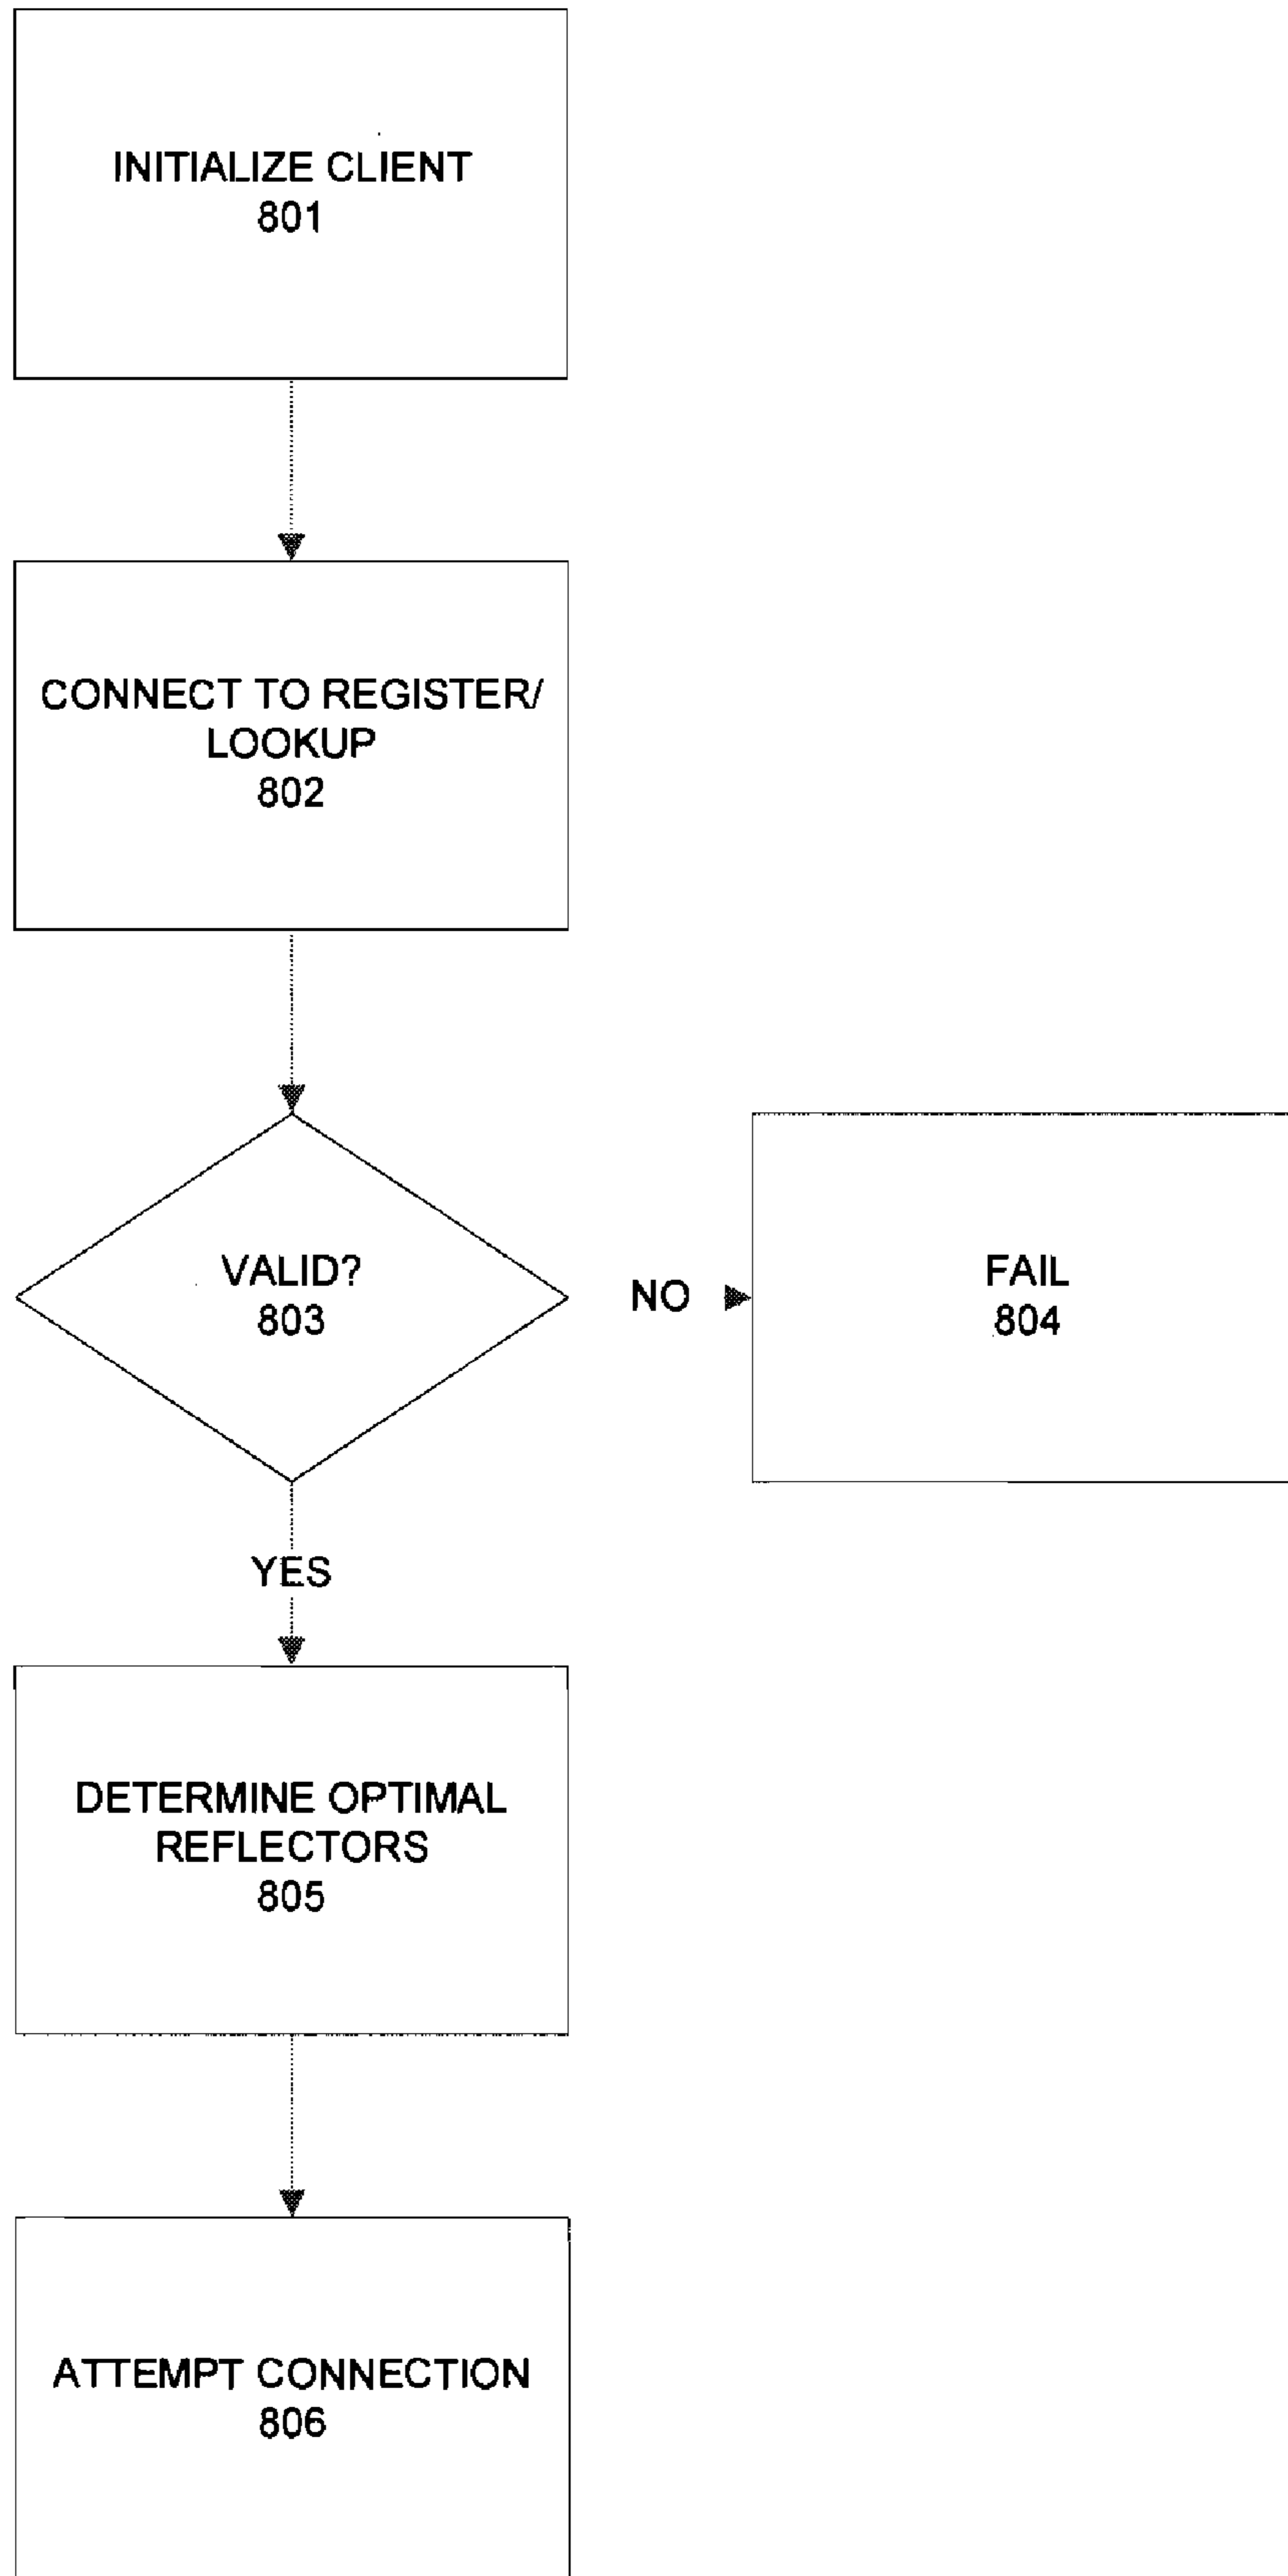 INITIALIZE CLIENT
801
CONNECT TO REGISTER/
LOOKUP
802
VALID?
803
NO
FAIL
804
YES
DETERMINE OPTIMAL
REFLECTORS
805
ATTEMPT CONNECTION
806